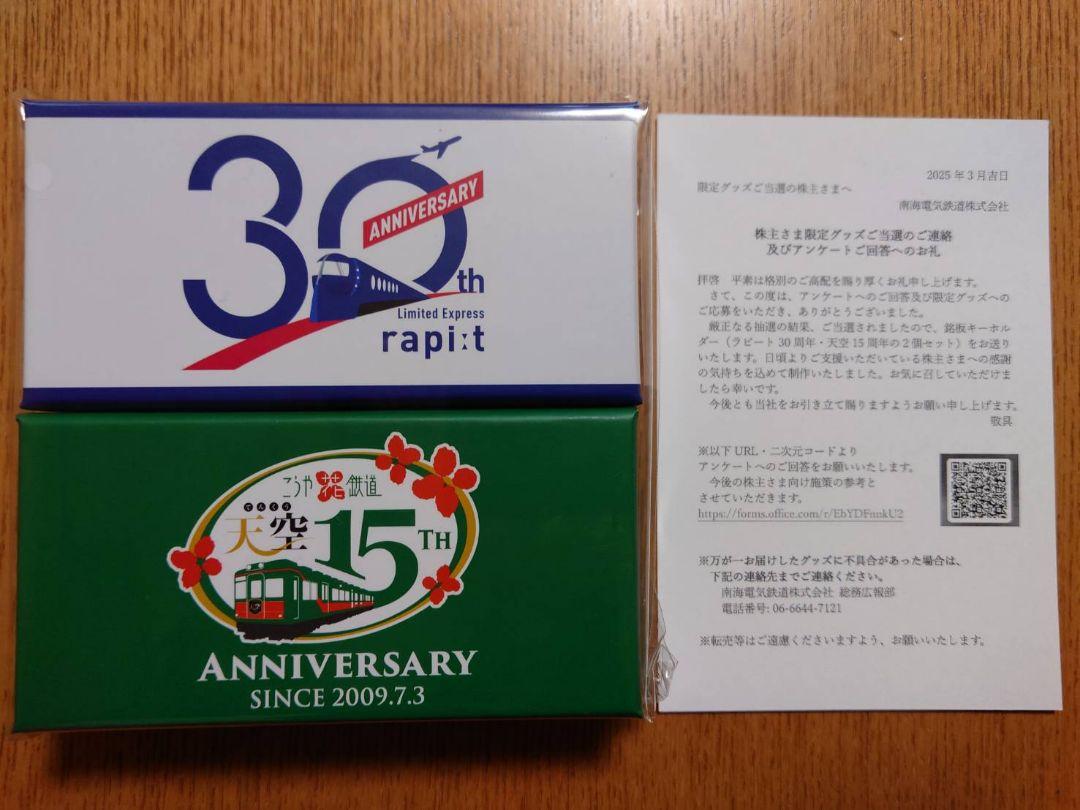 30th
ANNIVERSARY
Limited Express
rapi:t
こうや花鉄道
てんくう
天空
15TH
ANNIVERSARY
SINCE 2009.7.3
2025年3月吉日
限定グッズご当選の株主さまへ
南海電気鉄道株式会社
株主さま限定グッズご当選のご連絡
及びアンケートご回答へのお礼
拝啓 平素は格別のご高配を賜り厚くお礼申し上げます。
さて、この度は、アンケートへのご回答及び限定グッズへの
ご応募をいただき、ありがとうございました。
厳正なる抽選の結果、ご当選されましたので、銘板キーホル
ダー（ラピート30周年・天空15周年の2個セット）をお送り
いたします。日頃よりご支援いただいている株主さまへの感謝
の気持ちを込めて制作いたしました。お気に召していただけま
したら幸いです。
今後とも当社をお引き立て賜りますようお願い申し上げます。
敬具
※以下URL・二次元コードより
アンケートへのご回答をお願いいたします。
今後の株主さま向け施策の参考と
させていただきます。
https://forms.office.com/r/EbYDFnnkU2
※万が一お届けしたグッズに不具合があった場合は、
下記の連絡先までご連絡ください。
南海電気鉄道株式会社 総務広報部
電話番号: 06-6644-7121
※転売等はご遠慮くださいますよう、お願いいたします。